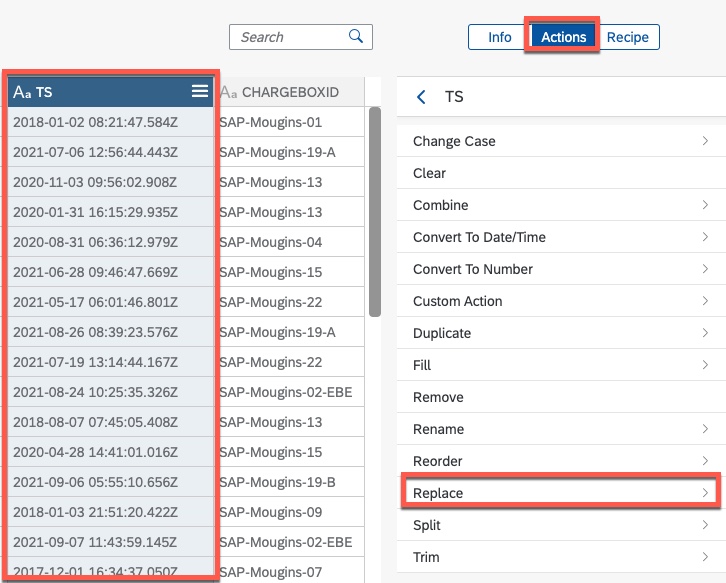 Search
Info Actions Recipe
Aa TS Aa CHARGEBOXID
2018-01-02 08:21:47.584Z SAP-Mougins-01
2021-07-06 12:56:44.443Z SAP-Mougins-19-A
2020-11-03 09:56:02.908Z SAP-Mougins-13
2020-01-31 16:15:29.935Z SAP-Mougins-13
2020-08-31 06:36:12.979Z SAP-Mougins-04
2021-06-28 09:46:47.669Z SAP-Mougins-15
2021-05-17 06:01:46.801Z SAP-Mougins-22
2021-08-26 08:39:23.576Z SAP-Mougins-19-A
2021-07-19 13:14:44.167Z SAP-Mougins-22
2021-08-24 10:25:35.326Z SAP-Mougins-02-EBE
2018-08-07 07:45:05.408Z SAP-Mougins-13
2020-04-28 14:41:01.016Z SAP-Mougins-15
2021-09-06 05:55:10.656Z SAP-Mougins-19-B
2018-01-03 21:51:20.422Z SAP-Mougins-09
2021-09-07 11:43:59.145Z SAP-Mougins-02-EBE
2017-12-01 16:34:37.050Z SAP-Mougins-07
TS
Change Case
Clear
Combine
Convert To Date/Time
Convert To Number
Custom Action
Duplicate
Fill
Remove
Rename
Reorder
Replace
Split
Trim